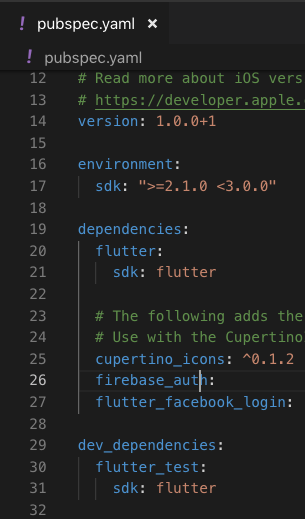 ! pubspec.yaml ×
! pubspec.yaml
12 # Read more about iOS vers
13 # https://developer.apple.
14 version: 1.0.0+1
15
16 environment:
17 sdk: ">=2.1.0 <3.0.0"
18
19 dependencies:
20 flutter:
21 sdk: flutter
22
23 # The following adds the
24 # Use with the Cupertino
25 cupertino_icons: ^0.1.2
26 firebase_auth:
27 flutter_facebook_login:
28
29 dev_dependencies:
30 flutter_test:
31 sdk: flutter
32